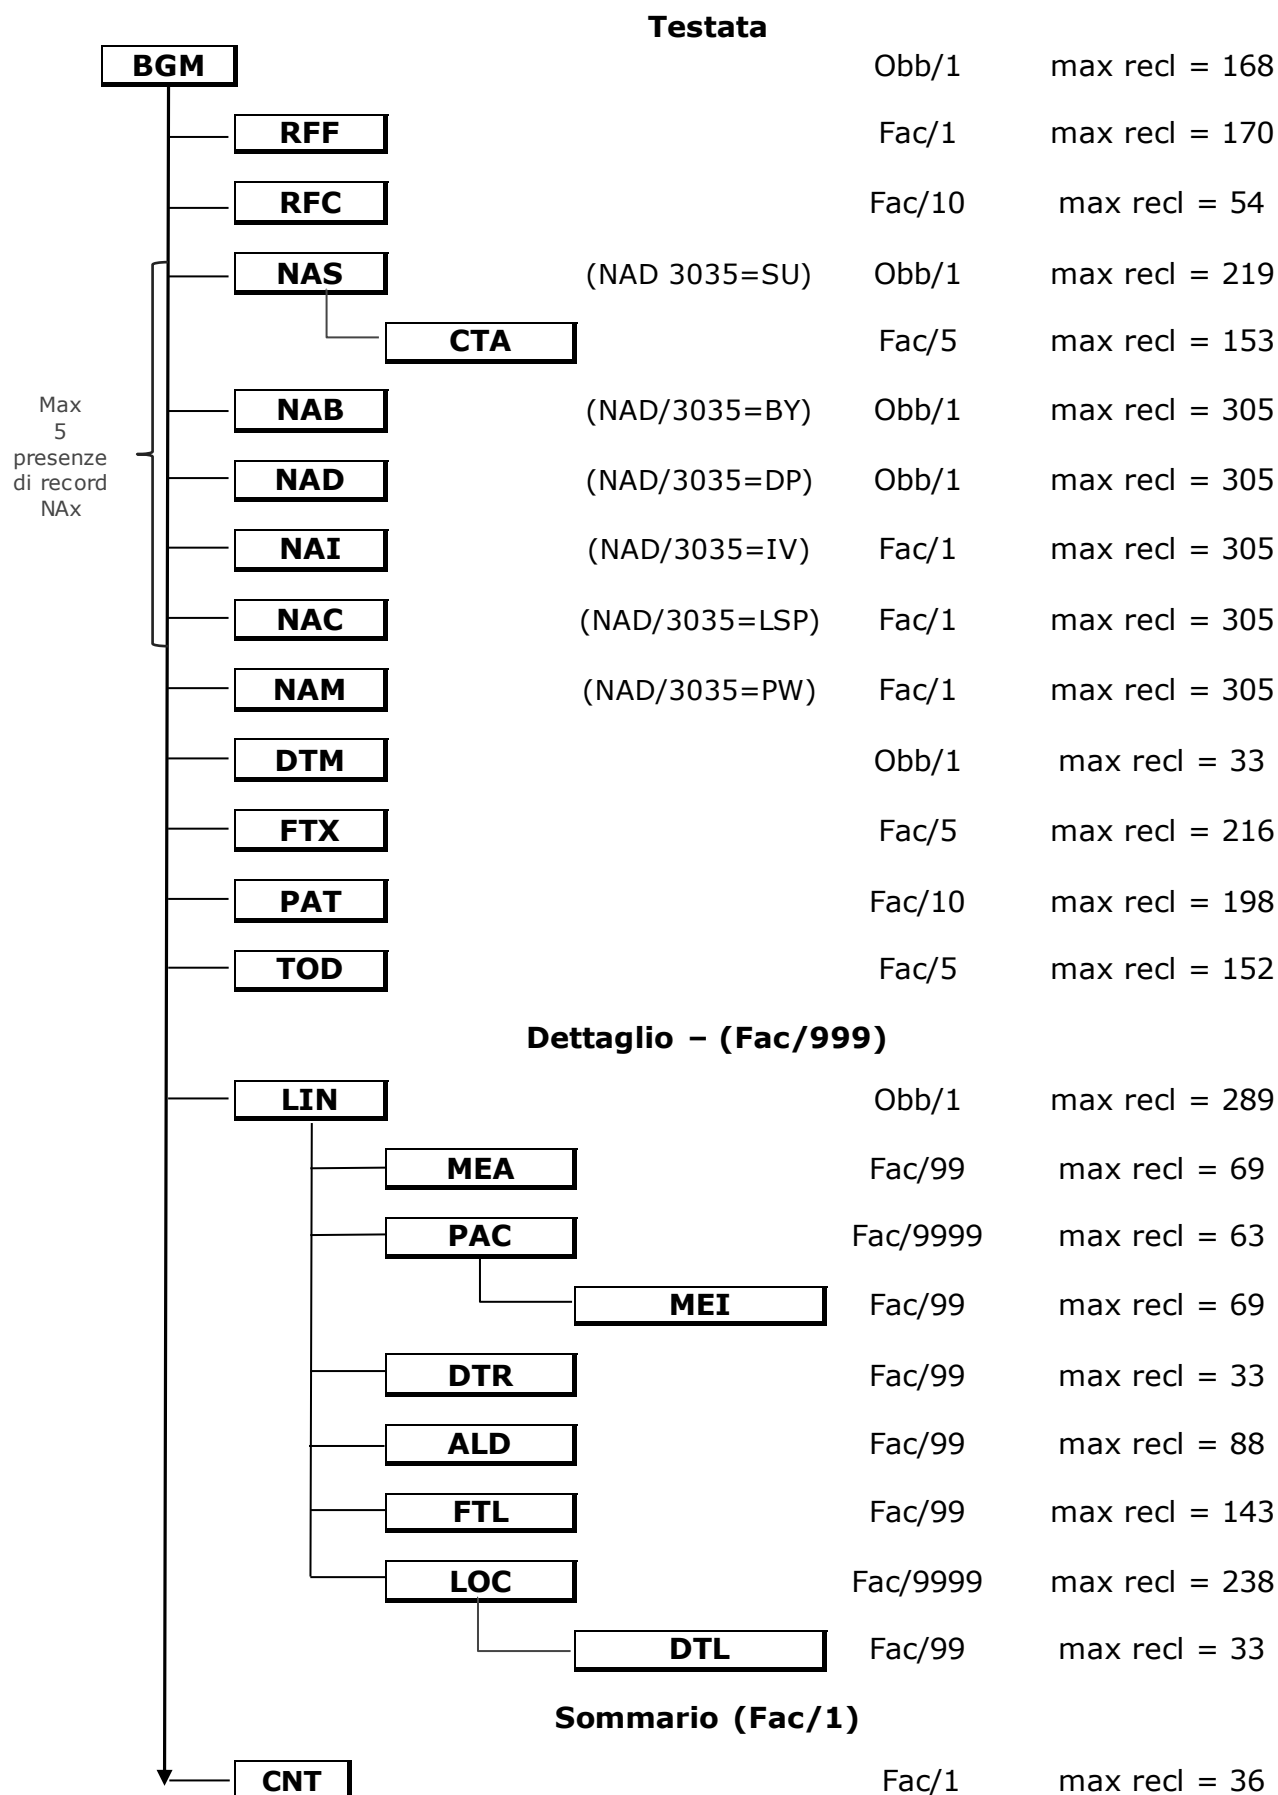 Testata
BGM Obb/1 max recl = 168
RFF Fac/1 max recl = 170
RFC Fac/10 max recl = 54
NAS (NAD 3035=SU) Obb/1 max recl = 219
CTA Fac/5 max recl = 153
Max
5
presenze
di record
NAx
NAB (NAD/3035=BY) Obb/1 max recl = 305
NAD (NAD/3035=DP) Obb/1 max recl = 305
NAI (NAD/3035=IV) Fac/1 max recl = 305
NAC (NAD/3035=LSP) Fac/1 max recl = 305
NAM (NAD/3035=PW) Fac/1 max recl = 305
DTM Obb/1 max recl = 33
FTX Fac/5 max recl = 216
PAT Fac/10 max recl = 198
TOD Fac/5 max recl = 152
Dettaglio – (Fac/999)
LIN Obb/1 max recl = 289
MEA Fac/99 max recl = 69
PAC Fac/9999 max recl = 63
MEI Fac/99 max recl = 69
DTR Fac/99 max recl = 33
ALD Fac/99 max recl = 88
FTL Fac/99 max recl = 143
LOC Fac/9999 max recl = 238
DTL Fac/99 max recl = 33
Sommario (Fac/1)
CNT Fac/1 max recl = 36